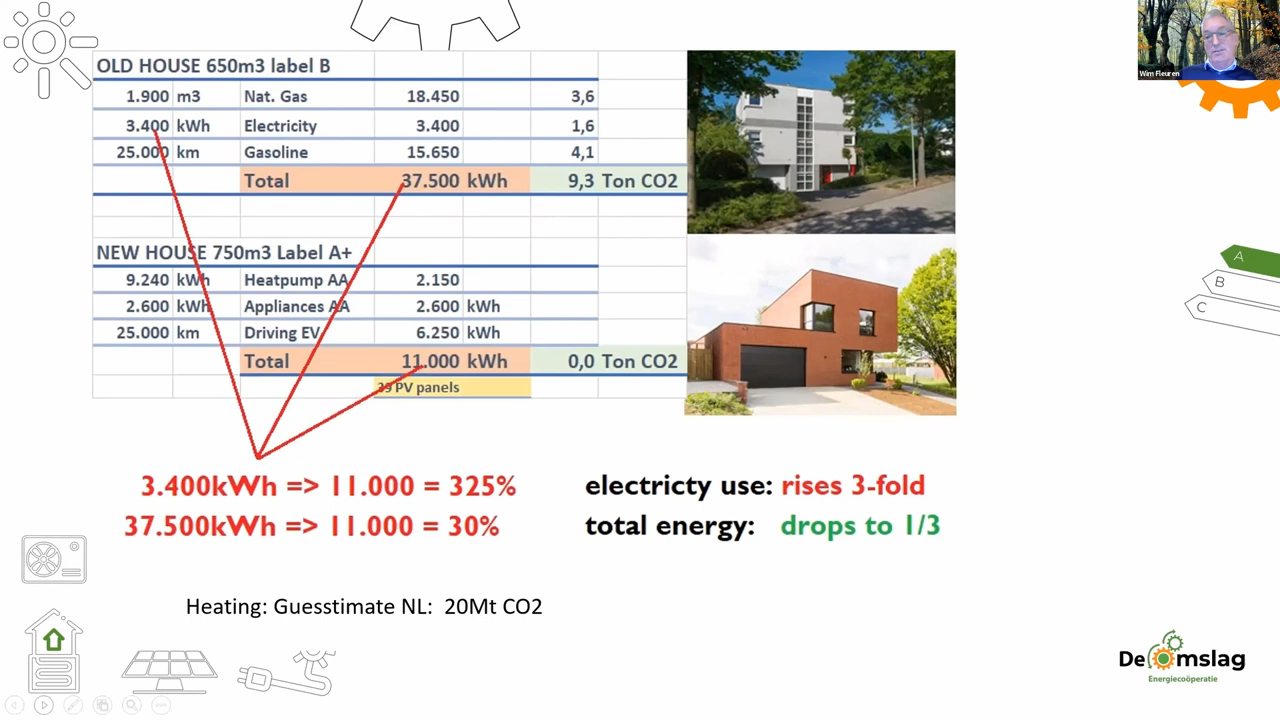 Wim Fleuren
OLD HOUSE 650m3 label B
1.900 m3 Nat. Gas 18.450 3,6
3.400 kWh Electricity 3.400 1,6
25.000 km Gasoline 15.650 4,1
Total 37.500 kWh 9,3 Ton CO2
NEW HOUSE 750m3 Label A+
9.240 kWh Heatpump AA 2.150
2.600 kWh Appliances AA 2.600 kWh
25.000 km Driving EV 6.250 kWh
Total 11.000 kWh 0,0 Ton CO2
39 PV panels
A
B
C
3.400kWh => 11.000 = 325% electricty use: rises 3-fold
37.500kWh => 11.000 = 30% total energy: drops to 1/3
Heating: Guesstimate NL: 20Mt CO2
De Omslag
Energiecoöperatie